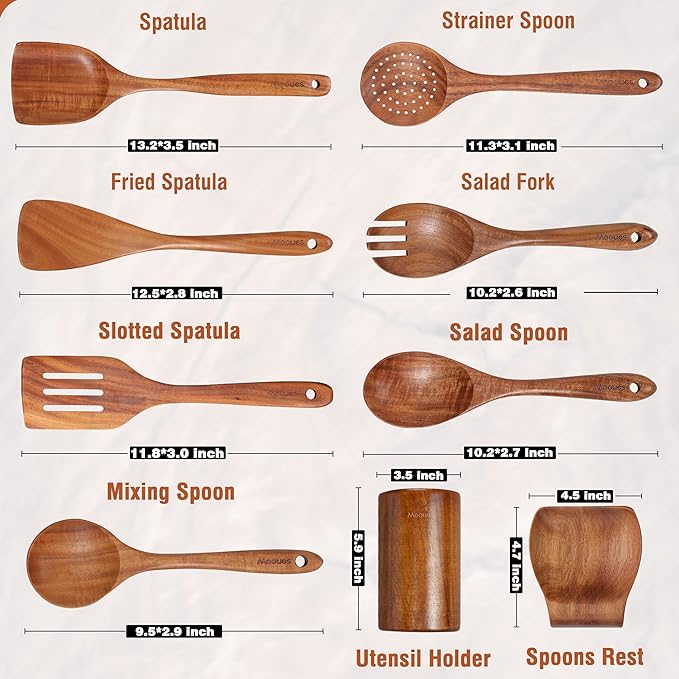 Spatula
Mooues
13.2*3.5 inch
Strainer Spoon
Mooues
11.3*3.1 inch
Fried Spatula
Mooues
12.5*2.8 inch
Salad Fork
Mooues
10.2*2.6 inch
Slotted Spatula
Mooues
11.8*3.0 inch
Salad Spoon
Mooues
10.2*2.7 inch
Mixing Spoon
Mooues
9.5*2.9 inch
3.5 inch
Mooues
5.9 inch
Utensil Holder
4.5 inch
4.7 inch
Spoons Rest